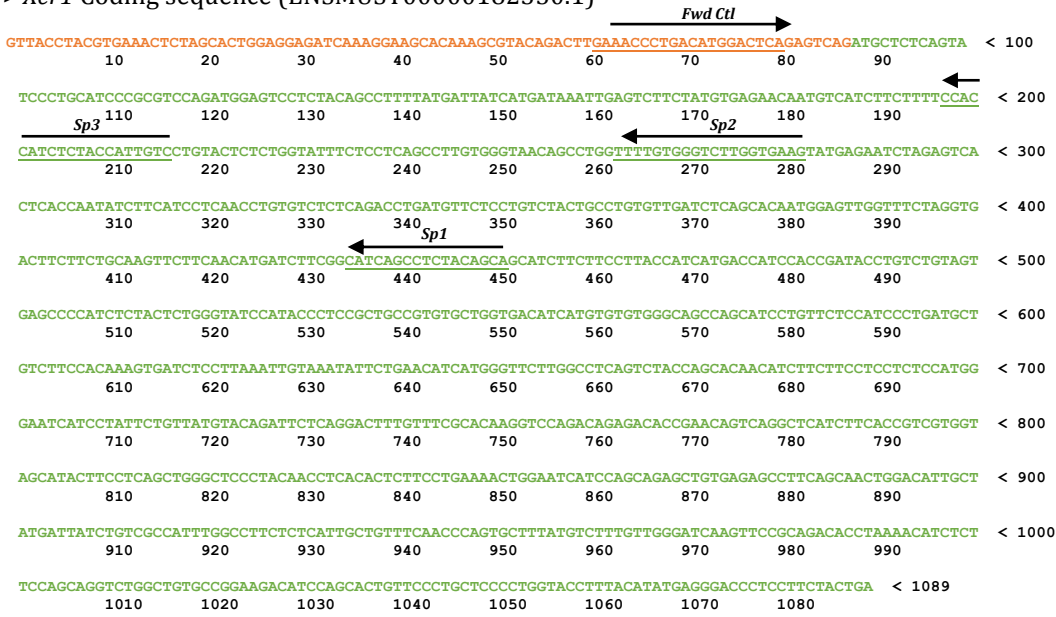 > Xcr1 Coding sequence (ENSMUST00000182350.1)
Fwd Ctl
GTTACCTACGTGAAACTCTAGCACTGGAGGAGATCAAAGGAAGCACAAAGCGTACAGACTTGAAACCCTGACATGGACTCAGAGTCAGATGCTCTCAGTA < 100
10 20 30 40 50 60 70 80 90
TCCCTGCATCCCGCGTCCAGATGGAGTCCTCTACAGCCTTTTATGATTATCATGATAAATTGAGTCTTCTATGTGAGAACAATGTCATCTTCTTTTCCAC < 200
110 120 130 140 150 160 170 180 190
Sp3 Sp2
CATCTCTACCATTGTCCTGTACTCTCTGGTATTTCTCCTCAGCCTTGTGGGTAACAGCCTGGTTTTGTGGGTCTTGGTGAAGTATGAGAATCTAGAGTCA < 300
210 220 230 240 250 260 270 280 290
CTCACCAATATCTTCATCCTCAACCTGTGTCTCTCAGACCTGATGTTCTCCTGTCTACTGCCTGTGTTGATCTCAGCACAATGGAGTTGGTTTCTAGGTG < 400
310 320 330 340 350 360 370 380 390
Sp1
ACTTCTTCTGCAAGTTCTTCAACATGATCTTCGGCATCAGCCTCTACAGCAGCATCTTCTTCCTTACCATCATGACCATCCACCGATACCTGTCTGTAGT < 500
410 420 430 440 450 460 470 480 490
GAGCCCCATCTCTACTCTGGGTATCCATACCCTCCGCTGCCGTGTGCTGGTGACATCATGTGTGTGGGCAGCCAGCATCCTGTTCTCCATCCCTGATGCT < 600
510 520 530 540 550 560 570 580 590
GTCTTCCACAAAGTGATCTCCTTAAATTGTAAATATTCTGAACATCATGGGTTCTTGGCCTCAGTCTACCAGCACAACATCTTCTTCCTCCTCTCCATGG < 700
610 620 630 640 650 660 670 680 690
GAATCATCCTATTCTGTTATGTACAGATTCTCAGGACTTTGTTTCGCACAAGGTCCAGACAGAGACACCGAACAGTCAGGCTCATCTTCACCGTCGTGGT < 800
710 720 730 740 750 760 770 780 790
AGCATACTTCCTCAGCTGGGCTCCCTACAACCTCACACTCTTCCTGAAAACTGGAATCATCCAGCAGAGCTGTGAGAGCCTTCAGCAACTGGACATTGCT < 900
810 820 830 840 850 860 870 880 890
ATGATTATCTGTCGCCATTTGGCCTTCTCTCATTGCTGTTTCAACCCAGTGCTTTATGTCTTTGTTGGGATCAAGTTCCGCAGACACCTAAAACATCTCT < 1000
910 920 930 940 950 960 970 980 990
TCCAGCAGGTCTGGCTGTGCCGGAAGACATCCAGCACTGTTCCCTGCTCCCCTGGTACCTTTACATATGAGGGACCCTCCTTCTACTGA < 1089
1010 1020 1030 1040 1050 1060 1070 1080